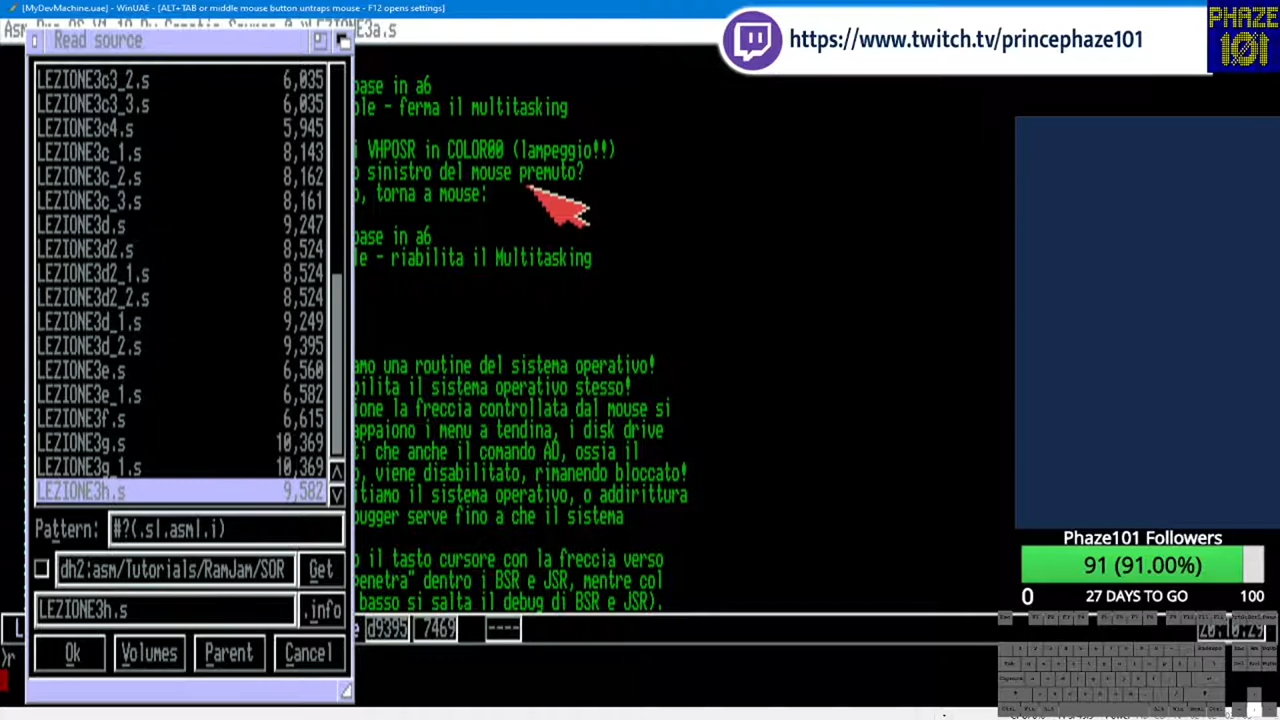 [MyDevMachine.uae] - WinUAE - [ALT+TAB or middle mouse button untraps mouse - F12 opens settings]
Read source
LEZIONE3c3_2.s 6,035
LEZIONE3c3_3.s 6,035
LEZIONE3c4.s 5,945
LEZIONE3c_1.s 8,143
LEZIONE3c_2.s 8,162
LEZIONE3c_3.s 8,161
LEZIONE3d.s 9,247
LEZIONE3d2.s 8,524
LEZIONE3d2_1.s 8,524
LEZIONE3d2_2.s 8,524
LEZIONE3d_1.s 9,249
LEZIONE3d_2.s 9,395
LEZIONE3e.s 6,560
LEZIONE3e_1.s 6,582
LEZIONE3f.s 6,615
LEZIONE3g.s 10,369
LEZIONE3g_1.s 10,369
LEZIONE3h.s 9,582
Pattern: #?(.s|.asm|.i)
dh2:asm/Tutorials/RamJam/SOR Get
LEZIONE3h.s .info
Ok Volumes Parent Cancel
base in a6
le - ferma il multitasking
i VHPOSR in COLOR00 (lampeggio!!)
o sinistro del mouse premuto?
o, torna a mouse:
base in a6
le - riabilita il Multitasking
amo una routine del sistema operativo!
bilita il sistema operativo stesso!
ione la freccia controllata dal mouse si
appaiono i menu a tendina, i disk drive
ti che anche il comando AD, ossia il
, viene disabilitato, rimanendo bloccato!
itiamo il sistema operativo, o addirittura
bugger serve fino a che il sistema
o il tasto cursore con la freccia verso
penetra" dentro i BSR e JSR, mentre col
basso si salta il debug di BSR e JSR).
d9395 7469 ----
>r
https://www.twitch.tv/princephaze101
PHAZE
101
Phaze101 Followers
91 (91.00%)
0 27 DAYS TO GO 100
20:10:29